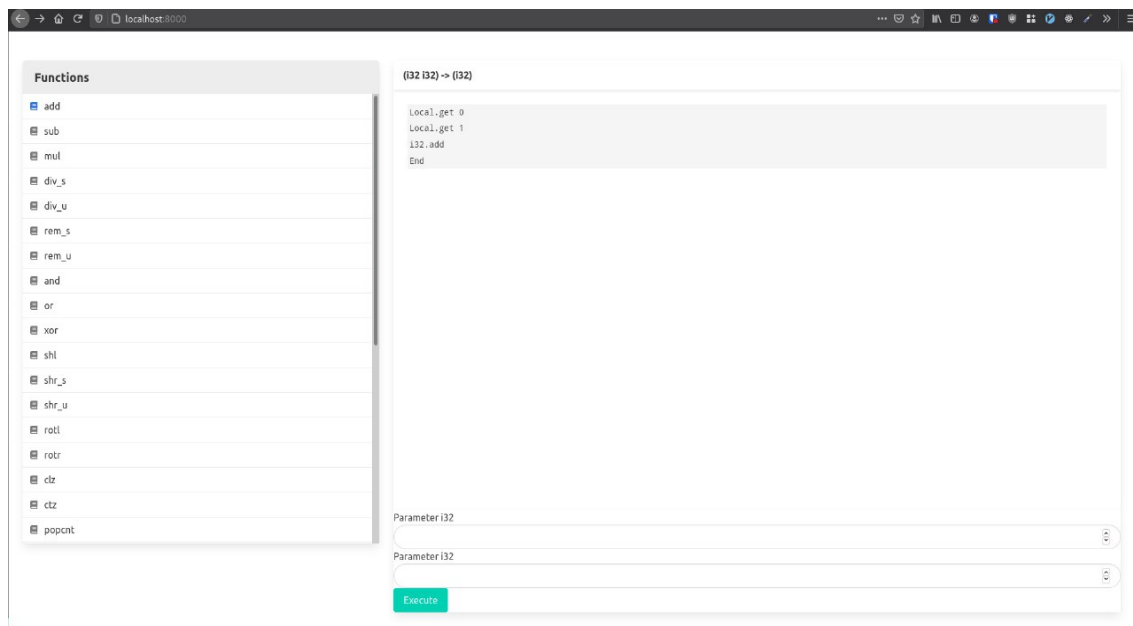 localhost:8000
Functions
add
sub
mul
div_s
div_u
rem_s
rem_u
and
or
xor
shl
shr_s
shr_u
rotl
rotr
clz
ctz
popcnt
(i32 i32) -> (i32)
Local.get 0
Local.get 1
i32.add
End
Parameter i32
Parameter i32
Execute